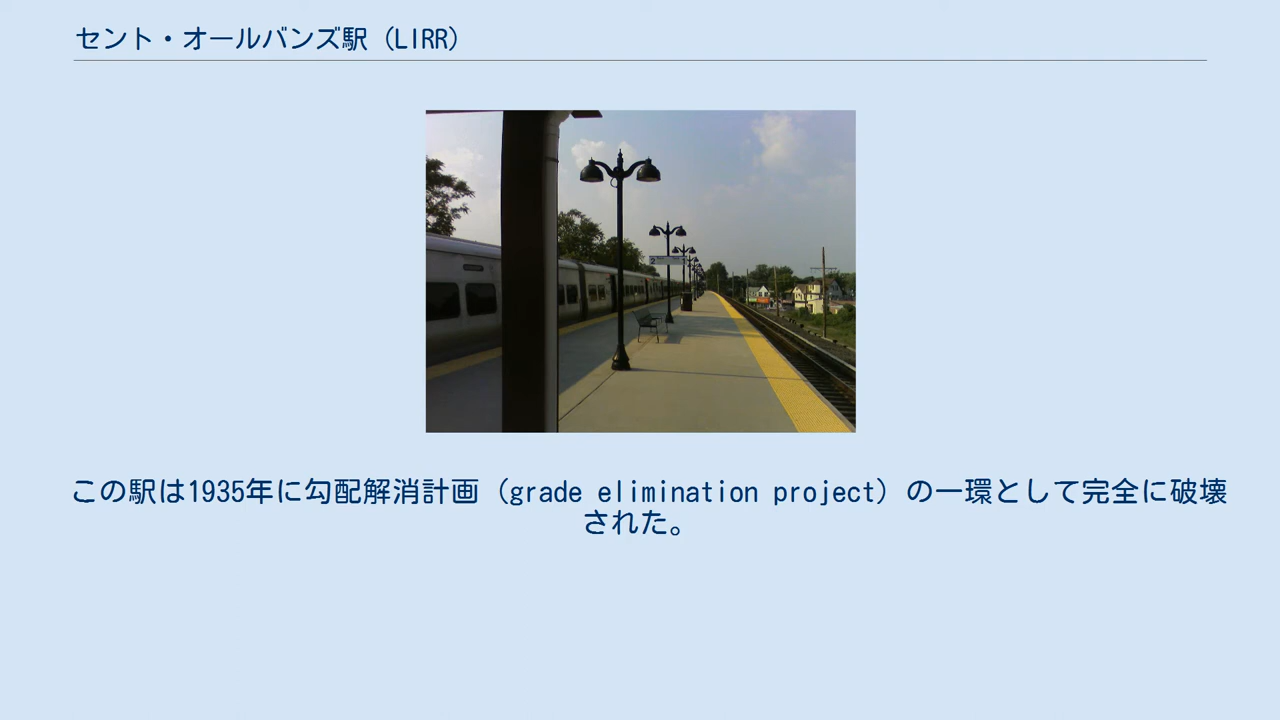 セント・オールバンズ駅（LIRR）
2
この駅は1935年に勾配解消計画（grade elimination project）の一環として完全に破壊
された。